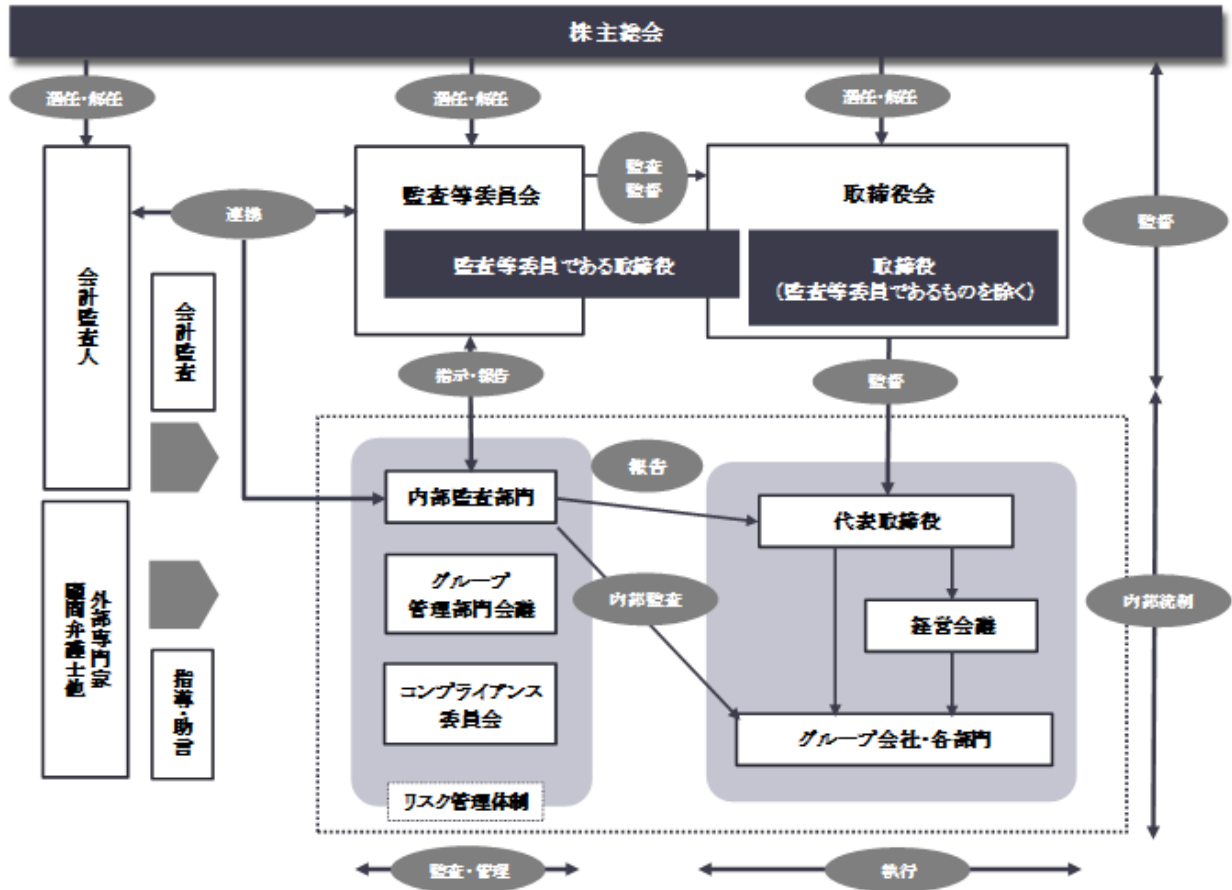 株主総会
選任・解任
選任・解任
選任・解任
監査等委員会
監査
監督
取締役会
連携
監督
監査等委員である取締役
取締役
（監査等委員であるものを除く）
会計監査人
会計監査
指示・報告
監督
報告
内部監査部門
代表取締役
グループ
管理部門会議
内部監査
経営会議
内部統制
外部専門家
顧問弁護士他
指導・助言
コンプライアンス
委員会
グループ会社・各部門
リスク管理体制
監査・管理
執行